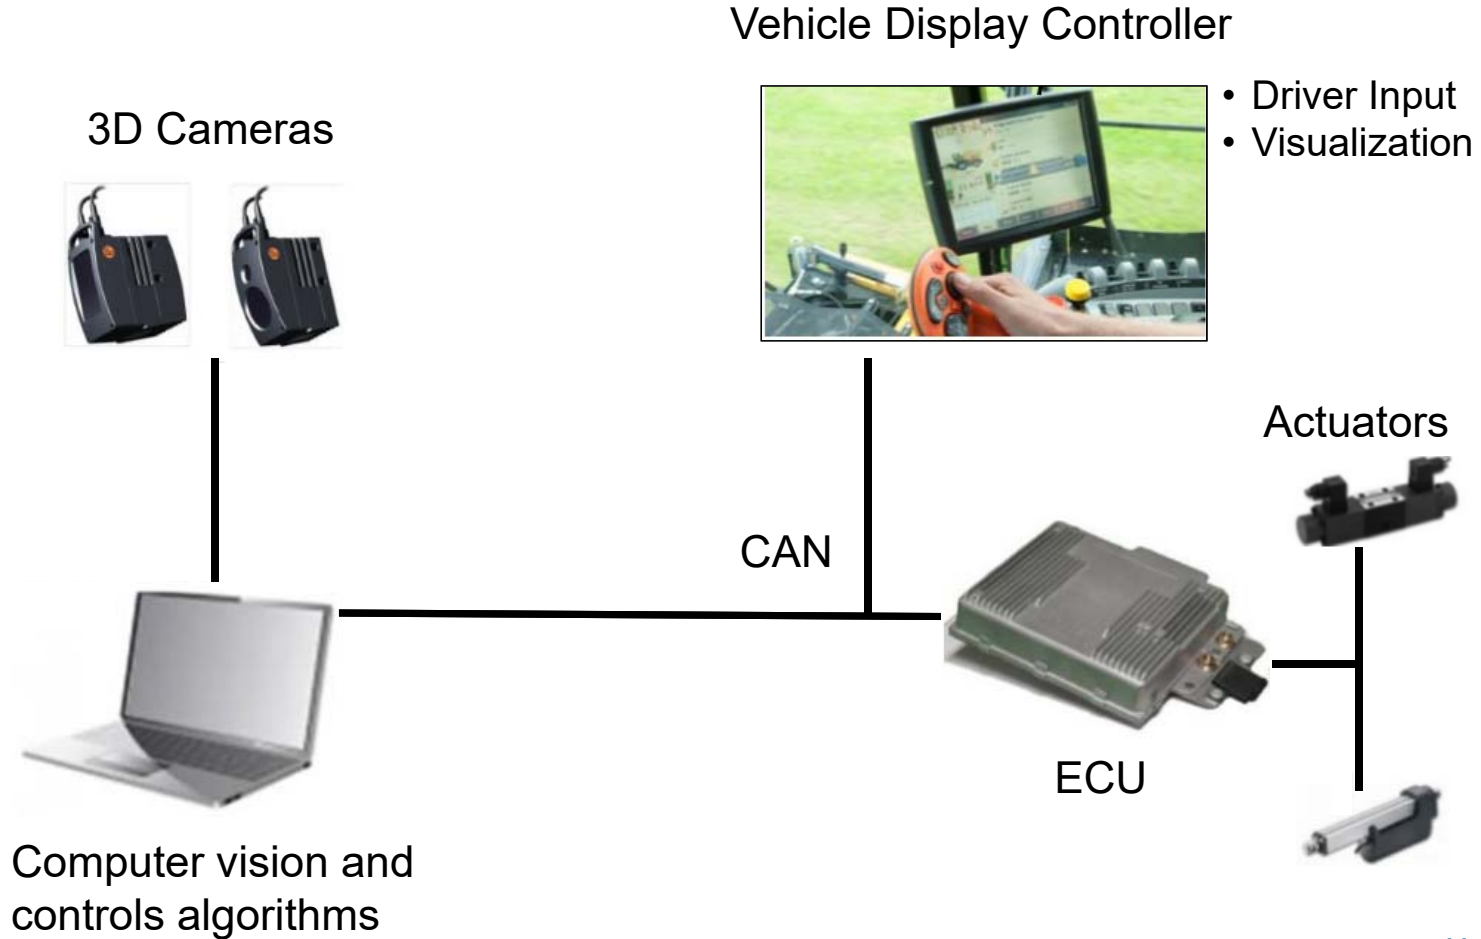 Vehicle Display Controller
• Driver Input
• Visualization
3D Cameras
Actuators
CAN
ECU
Computer vision and
controls algorithms